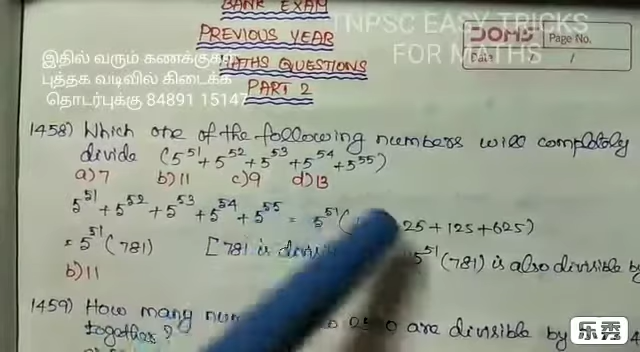 BANK EXAM
TNPSC EASY TRICKS
FOR MATHS
PREVIOUS YEAR
MATHS QUESTIONS
PART 2
DOMS Page No.
Date / /
இதில் வரும் கணக்குகள்
புத்தக வடிவில் கிடைக்க
தொடர்புக்கு 84891 15147
1458) Which one of the following numbers will completely
divide (5^51 + 5^52 + 5^53 + 5^54 + 5^55)
a) 7 b) 11 c) 9 d) 13
5^51 + 5^52 + 5^53 + 5^54 + 5^55 = 5^51 ( 25 + 125 + 625)
= 5^51 (781) [781 is 5^51 (781) is also divisible by
b) 11
1459) How many to are divisible by
together?
乐秀